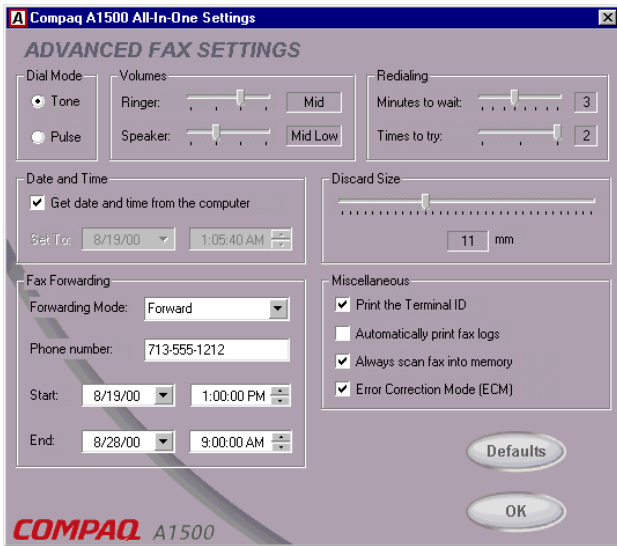 A Compaq A1500 All-In-One Settings
ADVANCED FAX SETTINGS
Dial Mode
Tone
Pulse
Volumes
Ringer: Mid
Speaker: Mid Low
Redialing
Minutes to wait: 3
Times to try: 2
Date and Time
Get date and time from the computer
Set To: 8/19/00 1:05:40 AM
Discard Size
11 mm
Fax Forwarding
Forwarding Mode: Forward
Phone number: 713-555-1212
Start: 8/19/00 1:00:00 PM
End: 8/28/00 9:00:00 AM
Miscellaneous
Print the Terminal ID
Automatically print fax logs
Always scan fax into memory
Error Correction Mode (ECM)
Defaults
OK
COMPAQ A1500